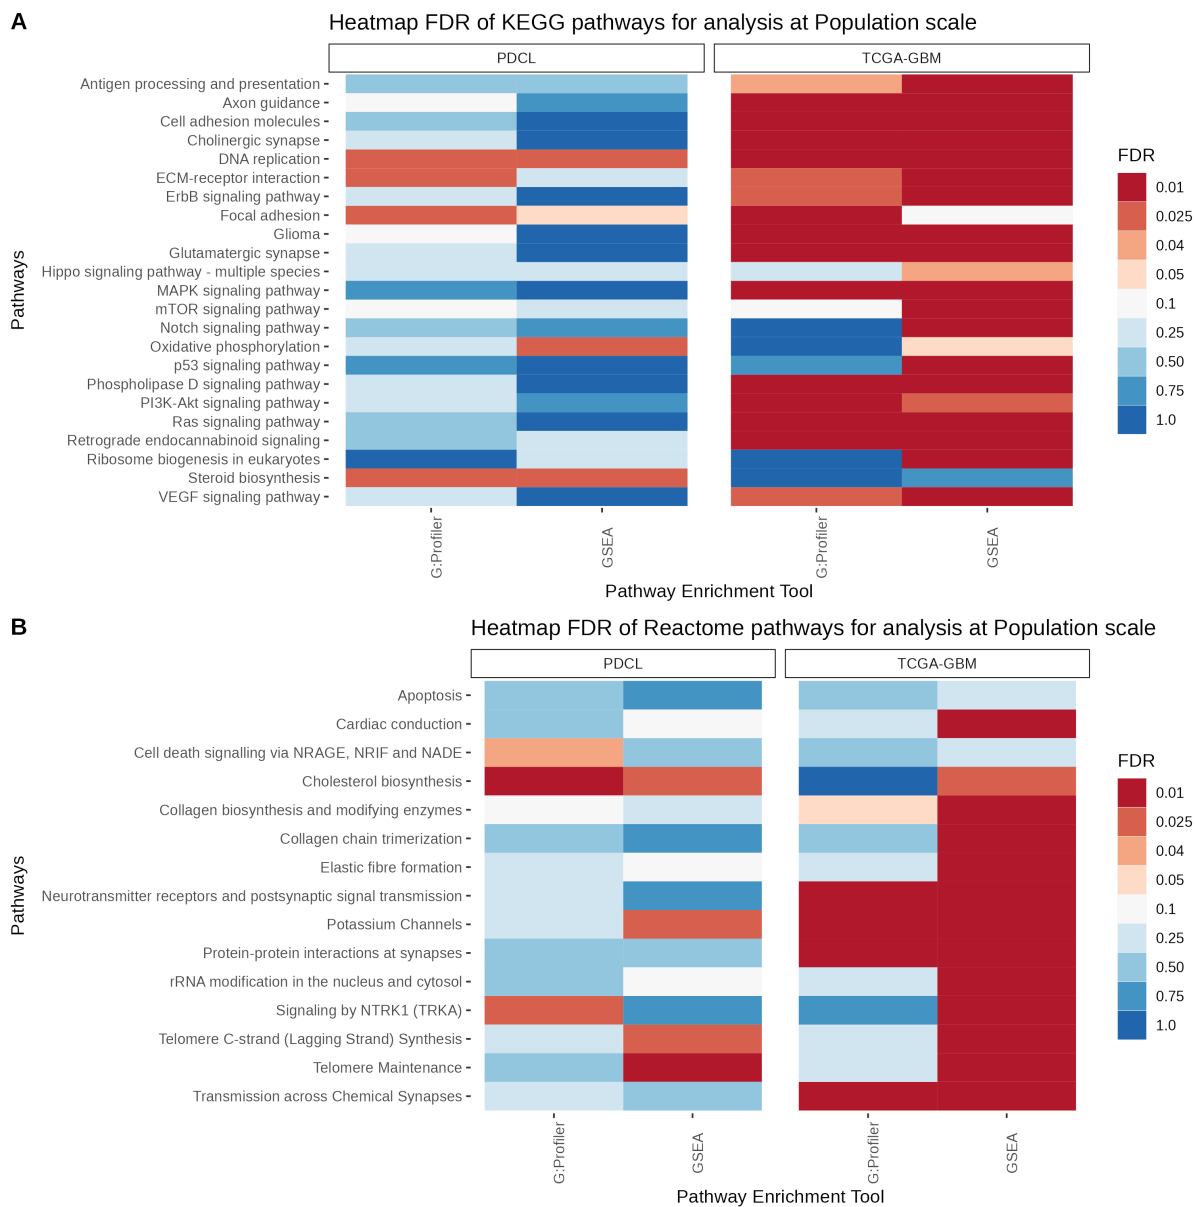 A
Heatmap FDR of KEGG pathways for analysis at Population scale
PDCL
TCGA-GBM
Pathways
Antigen processing and presentation
Axon guidance
Cell adhesion molecules
Cholinergic synapse
DNA replication
ECM-receptor interaction
ErbB signaling pathway
Focal adhesion
Glioma
Glutamatergic synapse
Hippo signaling pathway - multiple species
MAPK signaling pathway
mTOR signaling pathway
Notch signaling pathway
Oxidative phosphorylation
p53 signaling pathway
Phospholipase D signaling pathway
PI3K-Akt signaling pathway
Ras signaling pathway
Retrograde endocannabinoid signaling
Ribosome biogenesis in eukaryotes
Steroid biosynthesis
VEGF signaling pathway
G:Profiler
GSEA
G:Profiler
GSEA
Pathway Enrichment Tool
FDR
0.01
0.025
0.04
0.05
0.1
0.25
0.50
0.75
1.0
B
Heatmap FDR of Reactome pathways for analysis at Population scale
PDCL
TCGA-GBM
Pathways
Apoptosis
Cardiac conduction
Cell death signalling via NRAGE, NRIF and NADE
Cholesterol biosynthesis
Collagen biosynthesis and modifying enzymes
Collagen chain trimerization
Elastic fibre formation
Neurotransmitter receptors and postsynaptic signal transmission
Potassium Channels
Protein-protein interactions at synapses
rRNA modification in the nucleus and cytosol
Signaling by NTRK1 (TRKA)
Telomere C-strand (Lagging Strand) Synthesis
Telomere Maintenance
Transmission across Chemical Synapses
G:Profiler
GSEA
G:Profiler
GSEA
Pathway Enrichment Tool
FDR
0.01
0.025
0.04
0.05
0.1
0.25
0.50
0.75
1.0